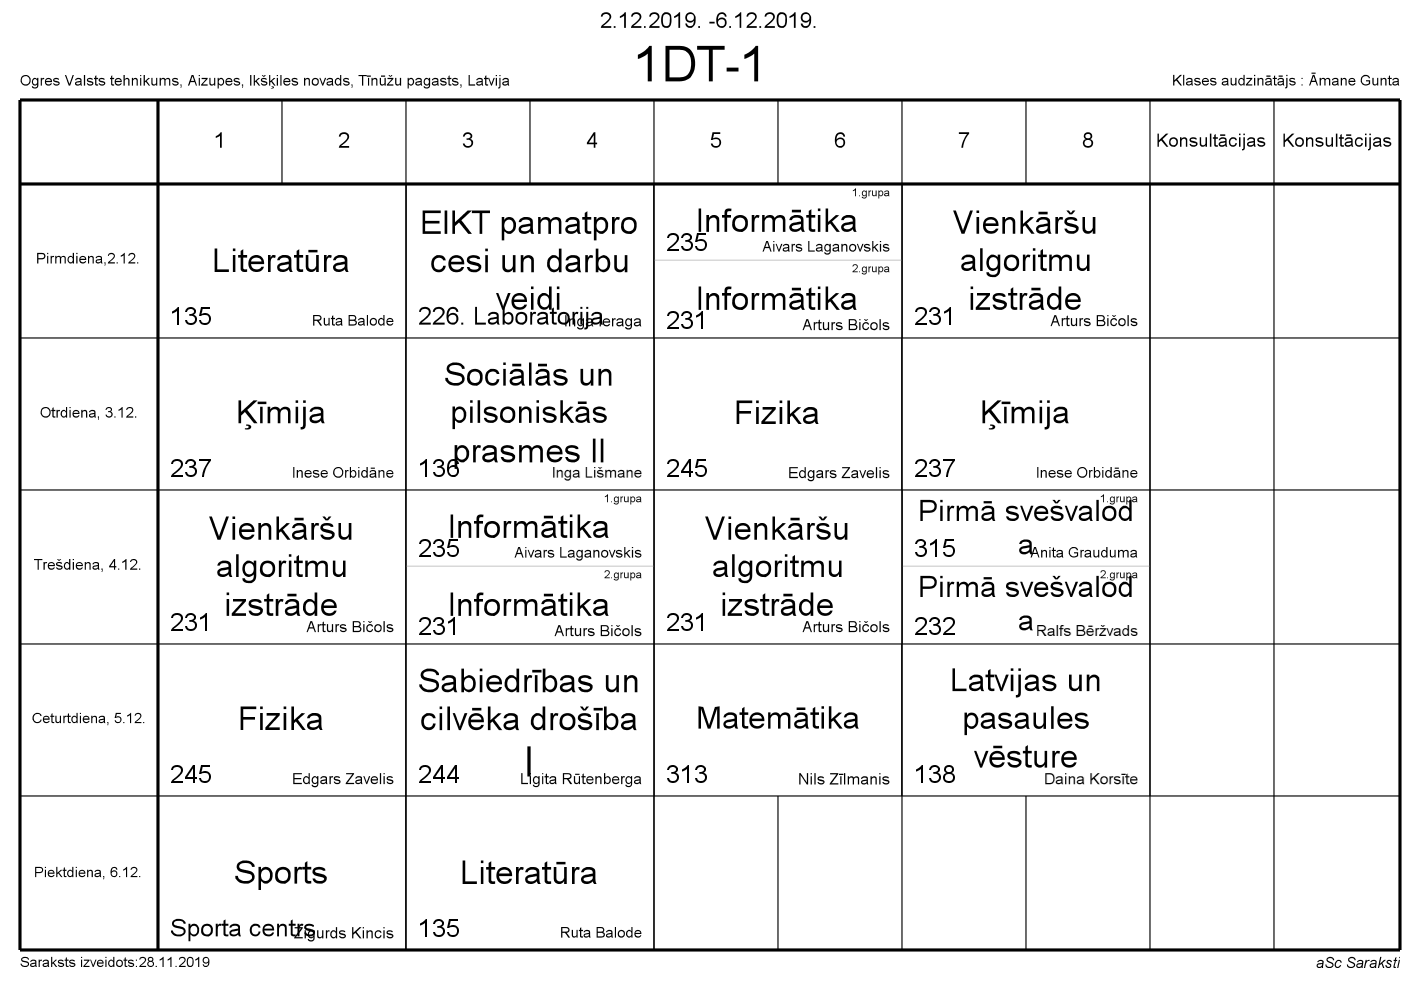 2.12.2019. -6.12.2019.
1DT-1
Ogres Valsts tehnikums, Aizupes, Ikšķiles novads, Tīnūžu pagasts, Latvija
Klases audzinātājs : Āmane Gunta
1 2 3 4 5 6 7 8 Konsultācijas Konsultācijas
Pirmdiena,2.12.
Literatūra
135 Ruta Balode
EIKT pamatpro
cesi un darbu
veidi
226. Laboratorija Inga Ieraga
1.grupa
Informātika
235 Aivars Laganovskis
2.grupa
Informātika
231 Arturs Bičols
Vienkāršu
algoritmu
izstrāde
231 Arturs Bičols
Otrdiena, 3.12.
Ķīmija
237 Inese Orbidāne
Sociālās un
pilsoniskās
prasmes II
136 Inga Lišmane
Fizika
245 Edgars Zavelis
Ķīmija
237 Inese Orbidāne
Trešdiena, 4.12.
Vienkāršu
algoritmu
izstrāde
231 Arturs Bičols
1.grupa
Informātika
235 Aivars Laganovskis
2.grupa
Informātika
231 Arturs Bičols
Vienkāršu
algoritmu
izstrāde
231 Arturs Bičols
1.grupa
Pirmā svešvalod
a
315 Anita Grauduma
2.grupa
Pirmā svešvalod
a
232 Ralfs Bēržvads
Ceturtdiena, 5.12.
Fizika
245 Edgars Zavelis
Sabiedrības un
cilvēka drošība
I
244 Ligita Rūtenberga
Matemātika
313 Nils Zīlmanis
Latvijas un
pasaules
vēsture
138 Daina Korsīte
Piektdiena, 6.12.
Sports
Sporta centrs Zigurds Kincis
Literatūra
135 Ruta Balode
Saraksts izveidots:28.11.2019
aSc Saraksti